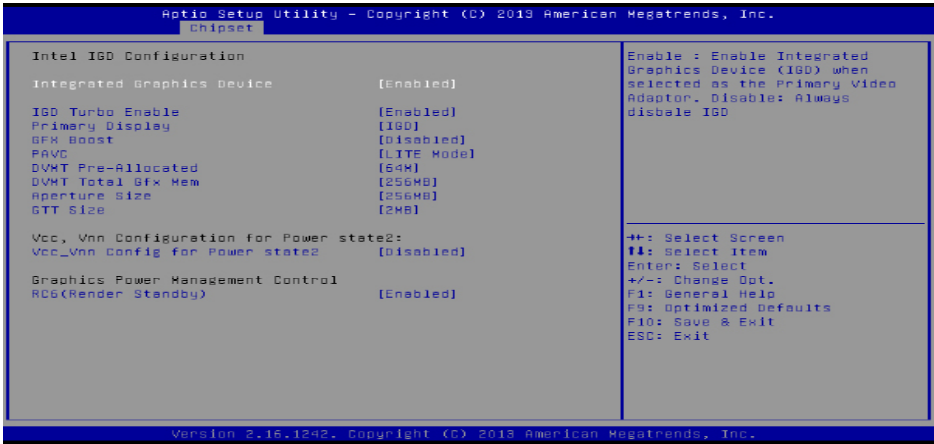 Aptio Setup Utility – Copyright (C) 2013 American Megatrends, Inc.
Chipset
Intel IGD Configuration
Integrated Graphics Device [Enabled]
IGD Turbo Enable [Enabled]
Primary Display [IGD]
GFX Boost [Disabled]
PAVC [LITE Mode]
DVMT Pre-Allocated [64M]
DVMT Total Gfx Mem [256MB]
Aperture Size [256MB]
GTT Size [2MB]
Vcc, Vnn Configuration for Power state2:
Vcc_Vnn Config for Power state2 [Disabled]
Graphics Power Management Control
RC6(Render Standby) [Enabled]
Enable : Enable Integrated
Graphics Device (IGD) when
selected as the Primary Video
Adaptor. Disable: Always
disbale IGD
→←: Select Screen
↑↓: Select Item
Enter: Select
+/-: Change Opt.
F1: General Help
F9: Optimized Defaults
F10: Save & Exit
ESC: Exit
Version 2.16.1242. Copyright (C) 2013 American Megatrends, Inc.